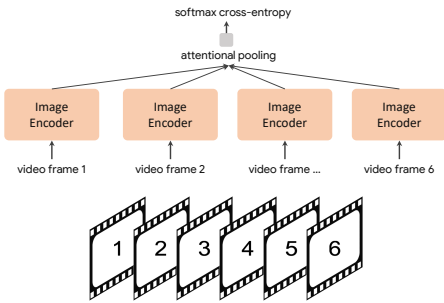 softmax cross-entropy
attentional pooling
Image Encoder Image Encoder Image Encoder Image Encoder
video frame 1 video frame 2 video frame ... video frame 6
1 2 3 4 5 6